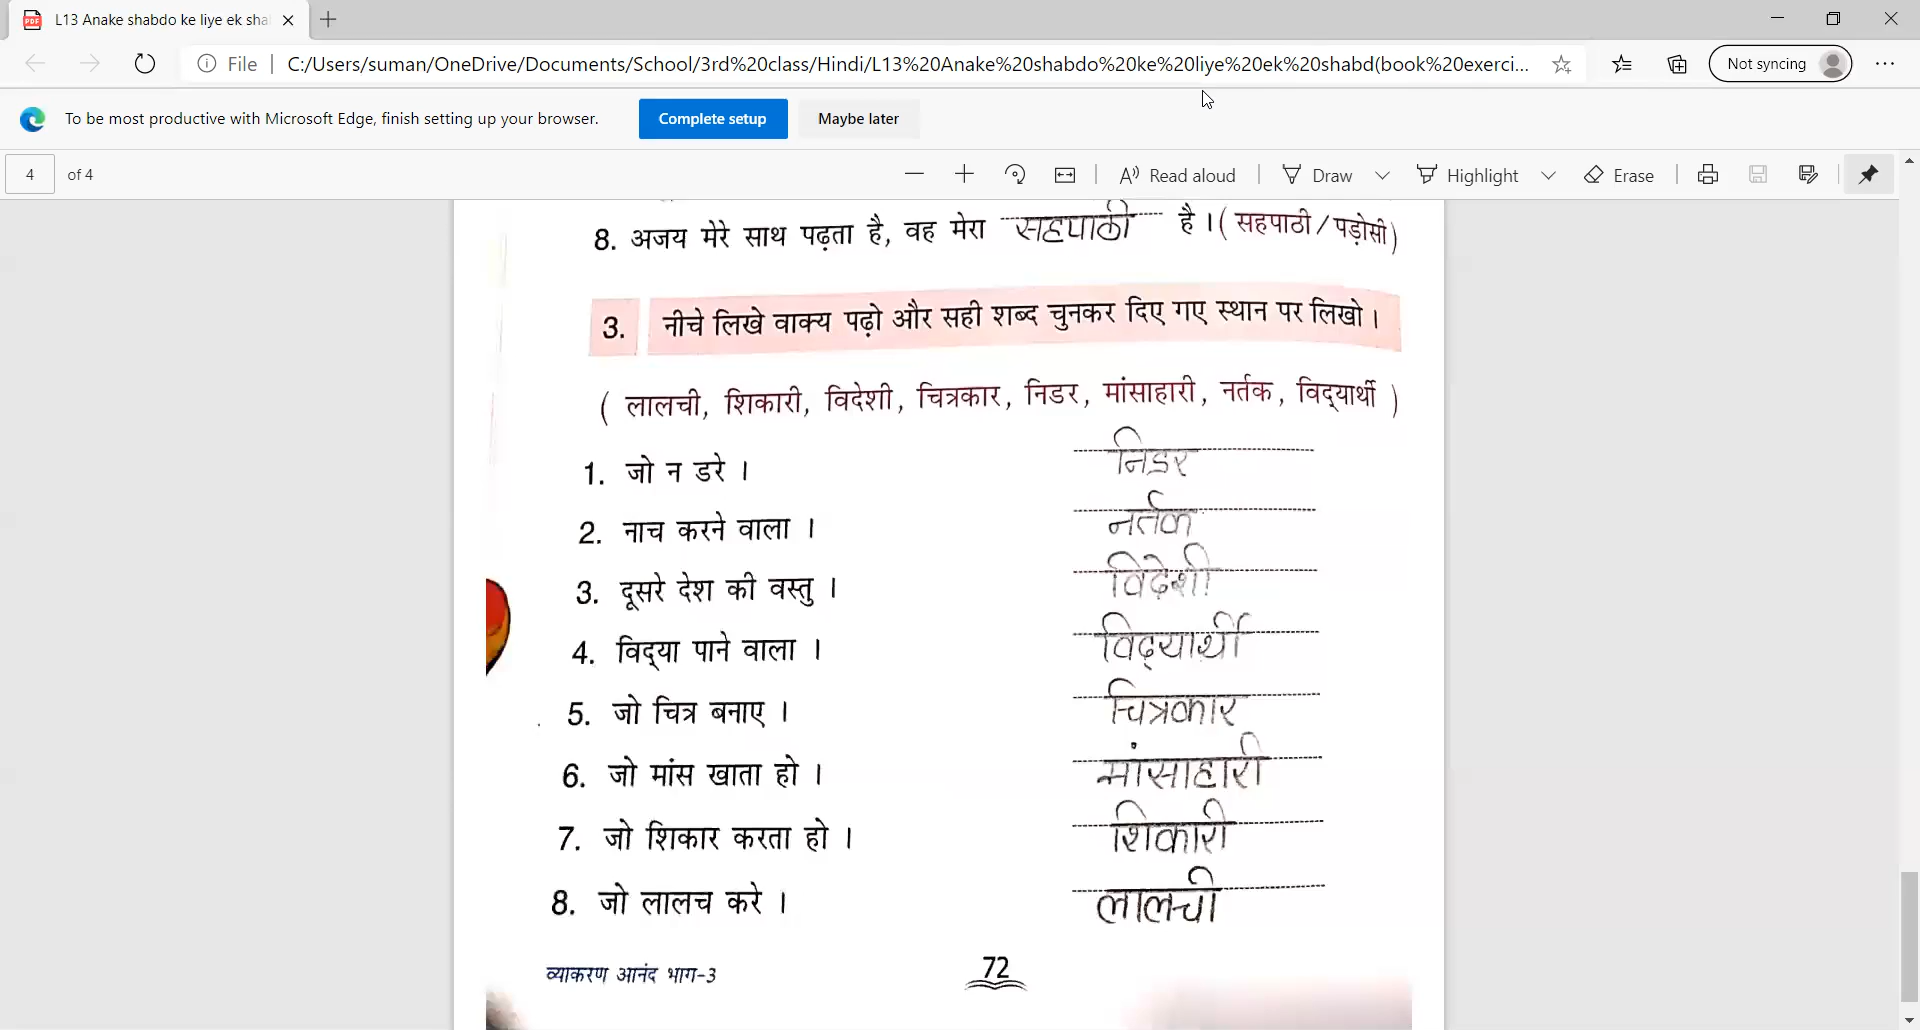 L13 Anake shabdo ke liye ek sha
File | C:/Users/suman/OneDrive/Documents/School/3rd%20class/Hindi/L13%20Anake%20shabdo%20ke%20liye%20ek%20shabd(book%20exerci...
Not syncing
To be most productive with Microsoft Edge, finish setting up your browser. Complete setup Maybe later
4 of 4 Read aloud Draw Highlight Erase
8. अजय मेरे साथ पढ़ता है, वह मेरा सहपाठी है । ( सहपाठी / पड़ोसी )
3. नीचे लिखे वाक्य पढ़ो और सही शब्द चुनकर दिए गए स्थान पर लिखो ।
( लालची, शिकारी, विदेशी, चित्रकार, निडर, मांसाहारी, नर्तक, विद्‌यार्थी )
1. जो न डरे । निडर
2. नाच करने वाला । नर्तक
3. दूसरे देश की वस्तु । विदेशी
4. विद्‌या पाने वाला । विद्‌यार्थी
5. जो चित्र बनाए । चित्रकार
6. जो मांस खाता हो । मांसाहारी
7. जो शिकार करता हो । शिकारी
8. जो लालच करे । लालची
व्याकरण आनंद भाग-3 72